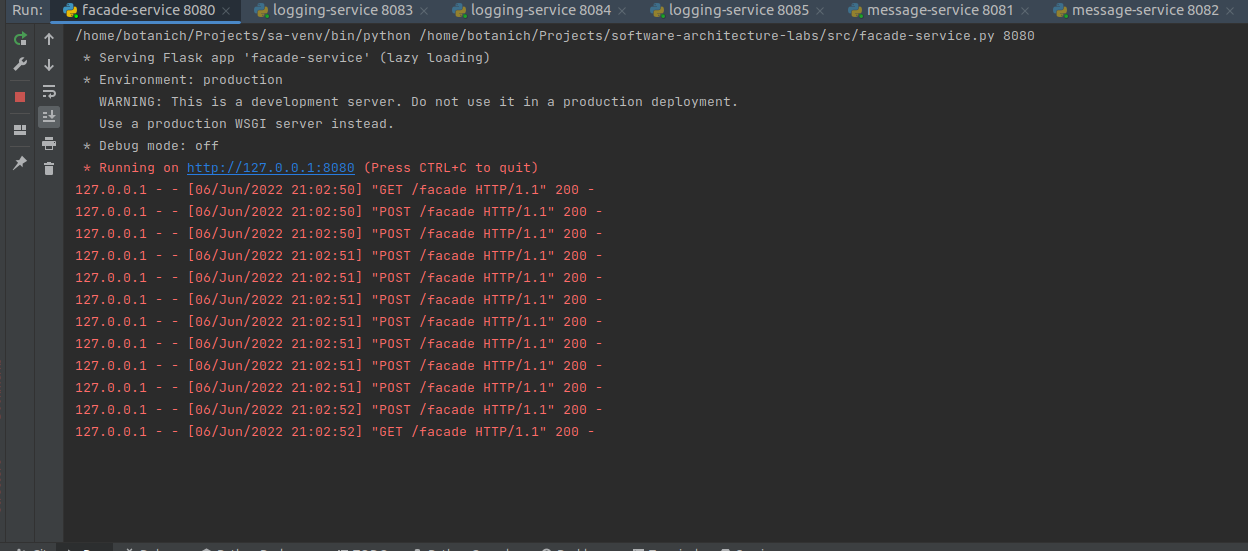 Run: facade-service 8080 × logging-service 8083 × logging-service 8084 × logging-service 8085 × message-service 8081 × message-service 8082 ×
/home/botanich/Projects/sa-venv/bin/python /home/botanich/Projects/software-architecture-labs/src/facade-service.py 8080
* Serving Flask app 'facade-service' (lazy loading)
* Environment: production
WARNING: This is a development server. Do not use it in a production deployment.
Use a production WSGI server instead.
* Debug mode: off
* Running on http://127.0.0.1:8080 (Press CTRL+C to quit)
127.0.0.1 - - [06/Jun/2022 21:02:50] "GET /facade HTTP/1.1" 200 -
127.0.0.1 - - [06/Jun/2022 21:02:50] "POST /facade HTTP/1.1" 200 -
127.0.0.1 - - [06/Jun/2022 21:02:50] "POST /facade HTTP/1.1" 200 -
127.0.0.1 - - [06/Jun/2022 21:02:51] "POST /facade HTTP/1.1" 200 -
127.0.0.1 - - [06/Jun/2022 21:02:51] "POST /facade HTTP/1.1" 200 -
127.0.0.1 - - [06/Jun/2022 21:02:51] "POST /facade HTTP/1.1" 200 -
127.0.0.1 - - [06/Jun/2022 21:02:51] "POST /facade HTTP/1.1" 200 -
127.0.0.1 - - [06/Jun/2022 21:02:51] "POST /facade HTTP/1.1" 200 -
127.0.0.1 - - [06/Jun/2022 21:02:51] "POST /facade HTTP/1.1" 200 -
127.0.0.1 - - [06/Jun/2022 21:02:51] "POST /facade HTTP/1.1" 200 -
127.0.0.1 - - [06/Jun/2022 21:02:52] "POST /facade HTTP/1.1" 200 -
127.0.0.1 - - [06/Jun/2022 21:02:52] "GET /facade HTTP/1.1" 200 -